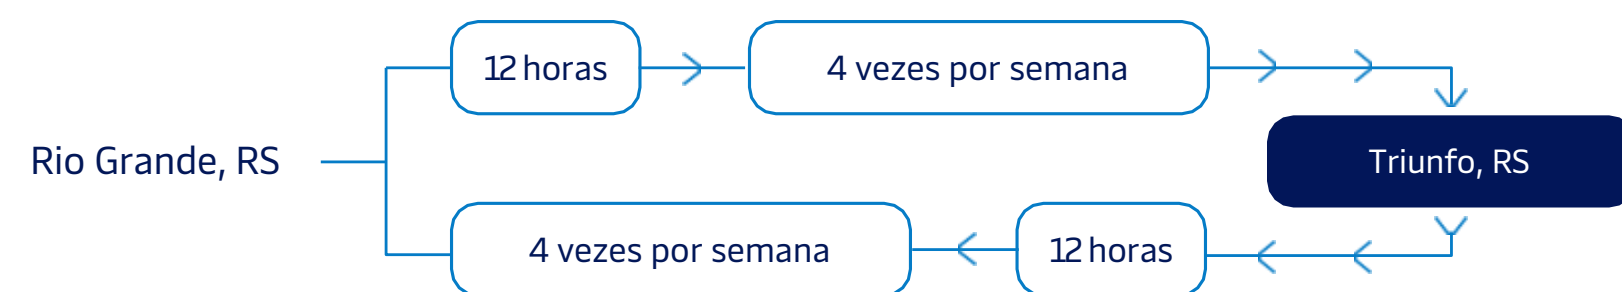 12 horas
4 vezes por semana
Rio Grande, RS
Triunfo, RS
4 vezes por semana
12 horas